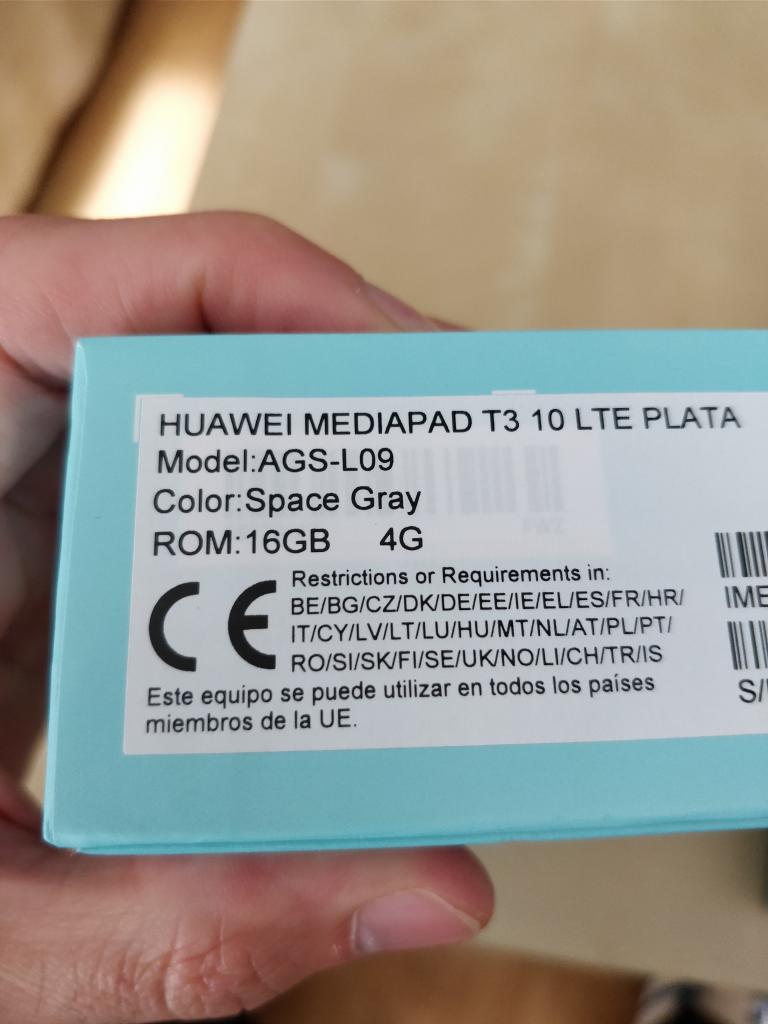 HUAWEI MEDIAPAD T3 10 LTE PLATA
Model:AGS-L09
Color:Space Gray
ROM:16GB 4G
CE Restrictions or Requirements in:
BE/BG/CZ/DK/DE/EE/IE/EL/ES/FR/HR/
IT/CY/LV/LT/LU/HU/MT/NL/AT/PL/PT/
RO/SI/SK/FI/SE/UK/NO/LI/CH/TR/IS
Este equipo se puede utilizar en todos los países
miembros de la UE.